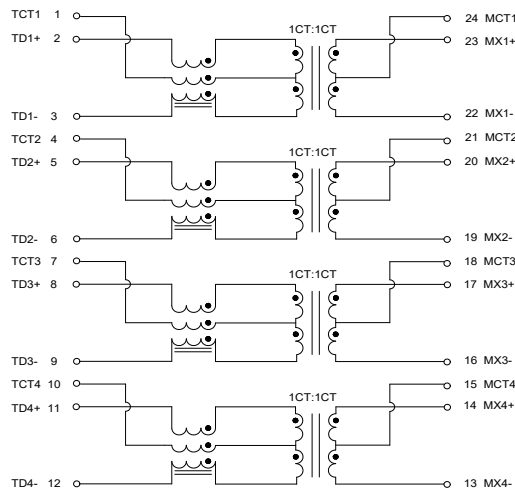 TCT1 1
1CT:1CT
24 MCT1
TD1+ 2
23 MX1+
TD1- 3
22 MX1-
TCT2 4
21 MCT2
1CT:1CT
TD2+ 5
20 MX2+
TD2- 6
19 MX2-
TCT3 7
18 MCT3
1CT:1CT
TD3+ 8
17 MX3+
TD3- 9
16 MX3-
TCT4 10
15 MCT4
1CT:1CT
TD4+ 11
14 MX4+
TD4- 12
13 MX4-